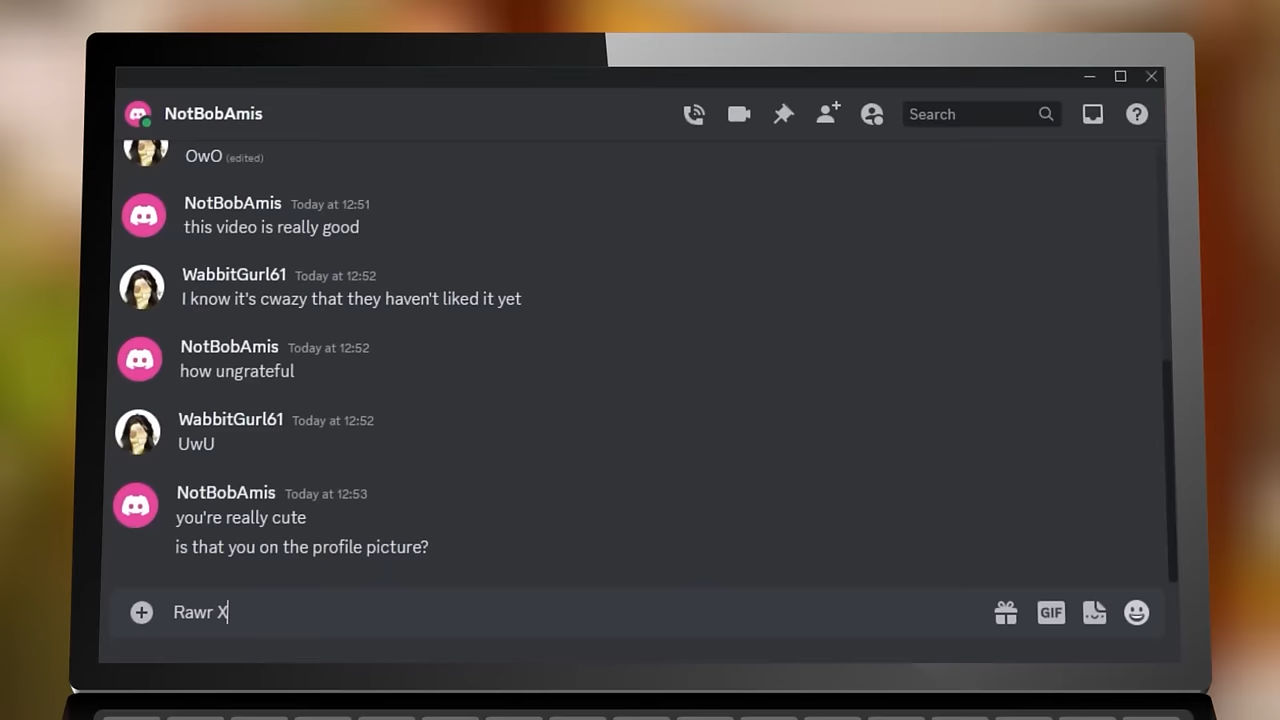 NotBobAmis
Search
OwO (edited)
NotBobAmis Today at 12:51
this video is really good
WabbitGurl61 Today at 12:52
I know it's cwazy that they haven't liked it yet
NotBobAmis Today at 12:52
how ungrateful
WabbitGurl61 Today at 12:52
UwU
NotBobAmis Today at 12:53
you're really cute
is that you on the profile picture?
Rawr X
GIF